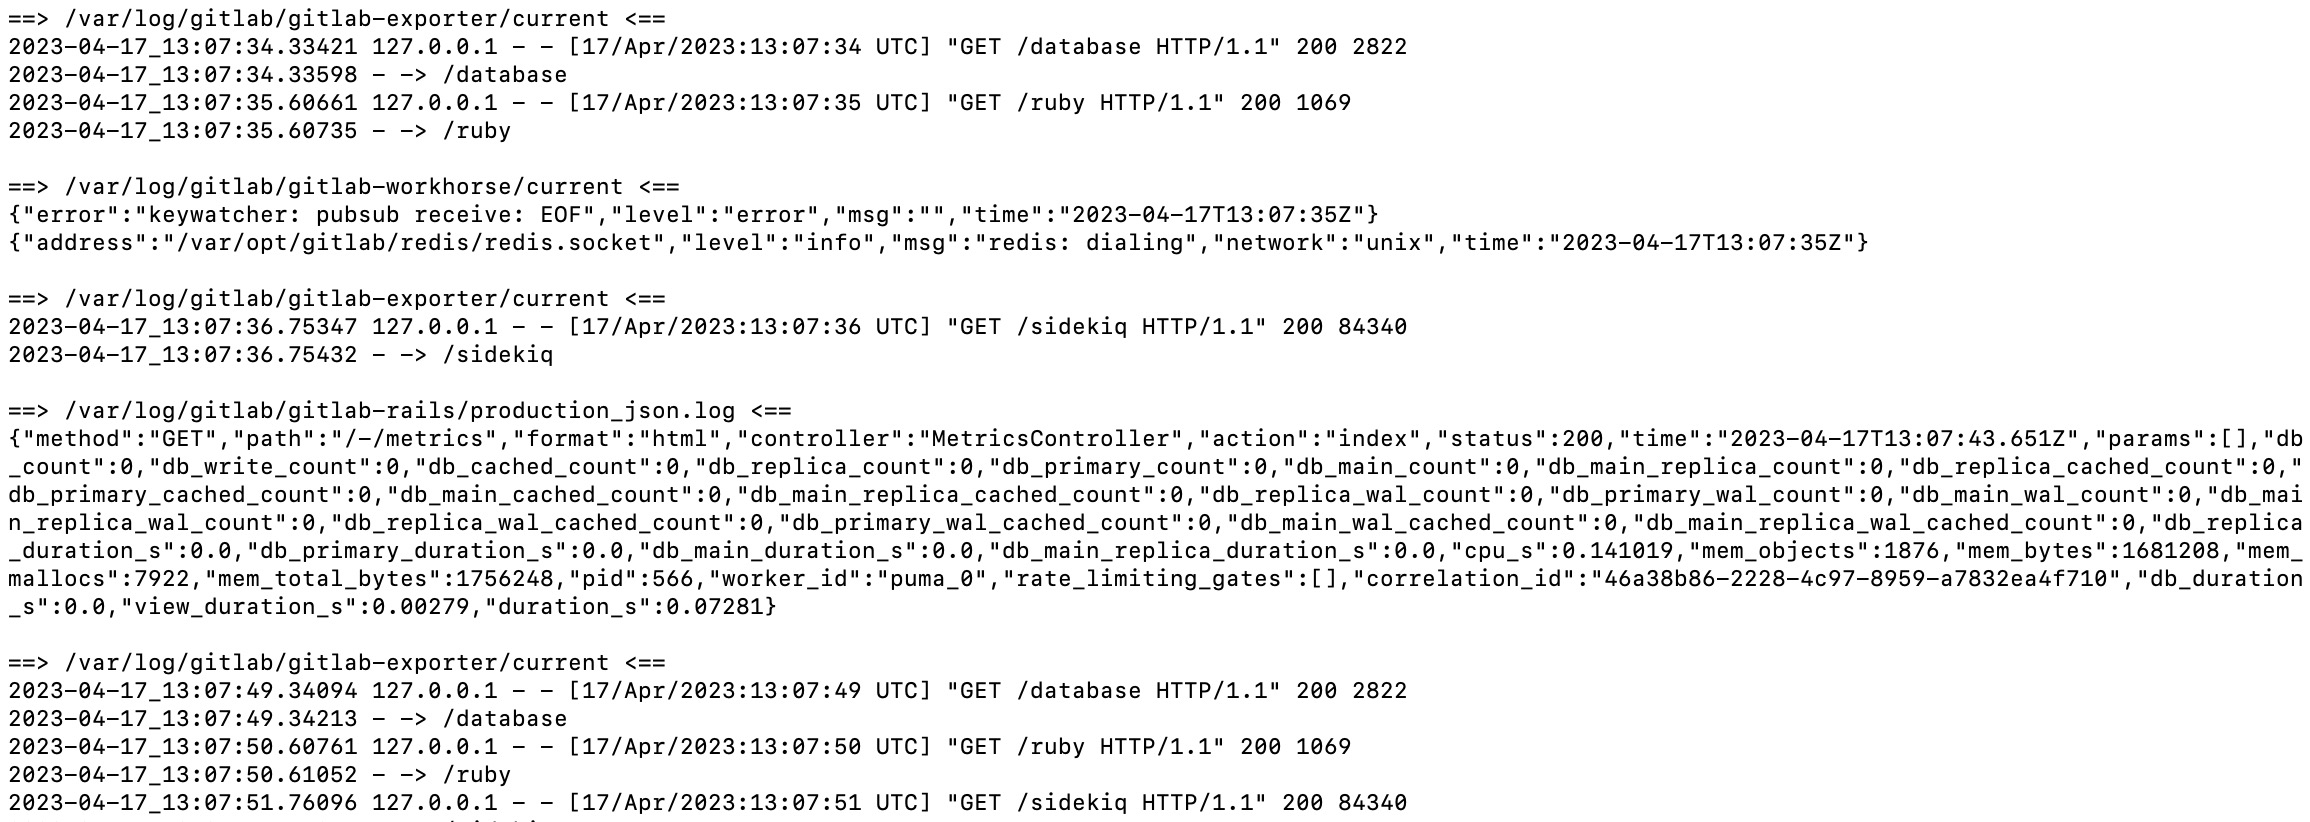 ==> /var/log/gitlab/gitlab-exporter/current <==
2023-04-17_13:07:34.33421 127.0.0.1 - - [17/Apr/2023:13:07:34 UTC] "GET /database HTTP/1.1" 200 2822
2023-04-17_13:07:34.33598 - -> /database
2023-04-17_13:07:35.60661 127.0.0.1 - - [17/Apr/2023:13:07:35 UTC] "GET /ruby HTTP/1.1" 200 1069
2023-04-17_13:07:35.60735 - -> /ruby

==> /var/log/gitlab/gitlab-workhorse/current <==
{"error":"keywatcher: pubsub receive: EOF","level":"error","msg":"","time":"2023-04-17T13:07:35Z"}
{"address":"/var/opt/gitlab/redis/redis.socket","level":"info","msg":"redis: dialing","network":"unix","time":"2023-04-17T13:07:35Z"}

==> /var/log/gitlab/gitlab-exporter/current <==
2023-04-17_13:07:36.75347 127.0.0.1 - - [17/Apr/2023:13:07:36 UTC] "GET /sidekiq HTTP/1.1" 200 84340
2023-04-17_13:07:36.75432 - -> /sidekiq

==> /var/log/gitlab/gitlab-rails/production_json.log <==
{"method":"GET","path":"/-/metrics","format":"html","controller":"MetricsController","action":"index","status":200,"time":"2023-04-17T13:07:43.651Z","params":[],"db
_count":0,"db_write_count":0,"db_cached_count":0,"db_replica_count":0,"db_primary_count":0,"db_main_count":0,"db_main_replica_count":0,"db_replica_cached_count":0,"
db_primary_cached_count":0,"db_main_cached_count":0,"db_main_replica_cached_count":0,"db_replica_wal_count":0,"db_primary_wal_count":0,"db_main_wal_count":0,"db_mai
n_replica_wal_count":0,"db_replica_wal_cached_count":0,"db_primary_wal_cached_count":0,"db_main_wal_cached_count":0,"db_main_replica_wal_cached_count":0,"db_replica
_duration_s":0.0,"db_primary_duration_s":0.0,"db_main_duration_s":0.0,"db_main_replica_duration_s":0.0,"cpu_s":0.141019,"mem_objects":1876,"mem_bytes":1681208,"mem_
mallocs":7922,"mem_total_bytes":1756248,"pid":566,"worker_id":"puma_0","rate_limiting_gates":[],"correlation_id":"46a38b86-2228-4c97-8959-a7832ea4f710","db_duration
_s":0.0,"view_duration_s":0.00279,"duration_s":0.07281}

==> /var/log/gitlab/gitlab-exporter/current <==
2023-04-17_13:07:49.34094 127.0.0.1 - - [17/Apr/2023:13:07:49 UTC] "GET /database HTTP/1.1" 200 2822
2023-04-17_13:07:49.34213 - -> /database
2023-04-17_13:07:50.60761 127.0.0.1 - - [17/Apr/2023:13:07:50 UTC] "GET /ruby HTTP/1.1" 200 1069
2023-04-17_13:07:50.61052 - -> /ruby
2023-04-17_13:07:51.76096 127.0.0.1 - - [17/Apr/2023:13:07:51 UTC] "GET /sidekiq HTTP/1.1" 200 84340